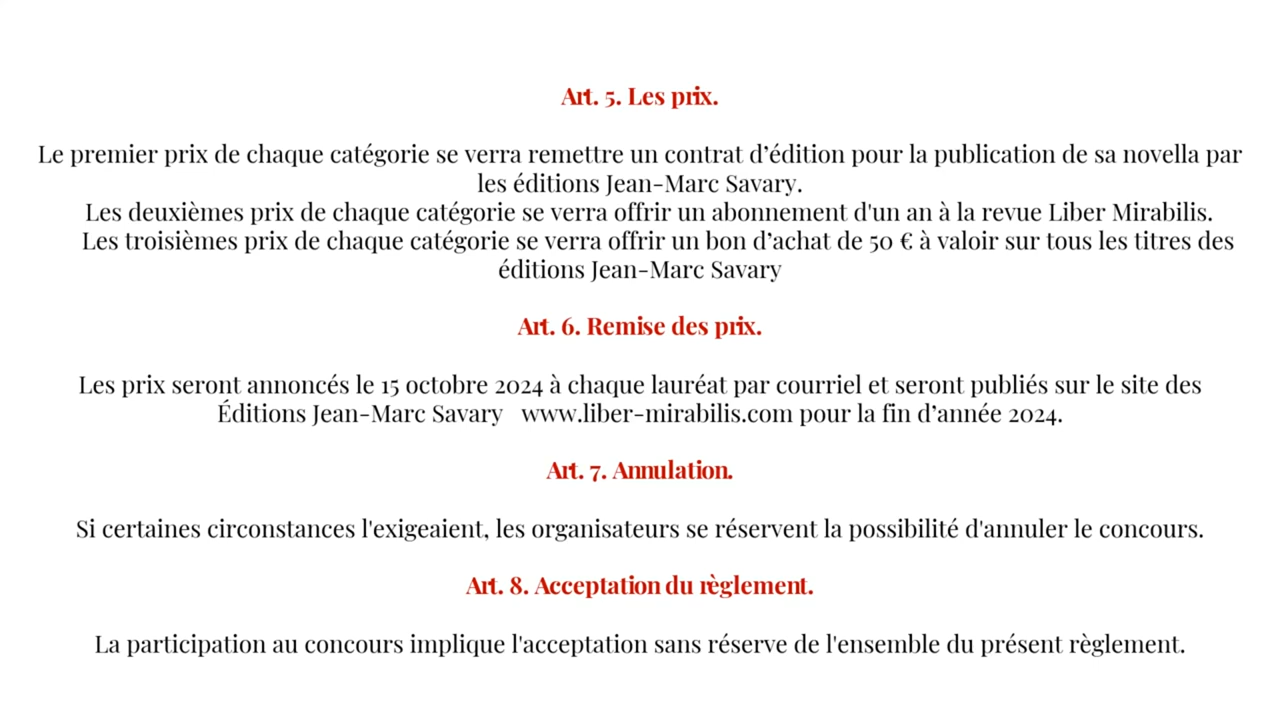 Art. 5. Les prix.
Le premier prix de chaque catégorie se verra remettre un contrat d’édition pour la publication de sa novella par
les éditions Jean-Marc Savary.
Les deuxièmes prix de chaque catégorie se verra offrir un abonnement d'un an à la revue Liber Mirabilis.
Les troisièmes prix de chaque catégorie se verra offrir un bon d’achat de 50 € à valoir sur tous les titres des
éditions Jean-Marc Savary
Art. 6. Remise des prix.
Les prix seront annoncés le 15 octobre 2024 à chaque lauréat par courriel et seront publiés sur le site des
Éditions Jean-Marc Savary www.liber-mirabilis.com pour la fin d’année 2024.
Art. 7. Annulation.
Si certaines circonstances l'exigeaient, les organisateurs se réservent la possibilité d'annuler le concours.
Art. 8. Acceptation du règlement.
La participation au concours implique l'acceptation sans réserve de l'ensemble du présent règlement.